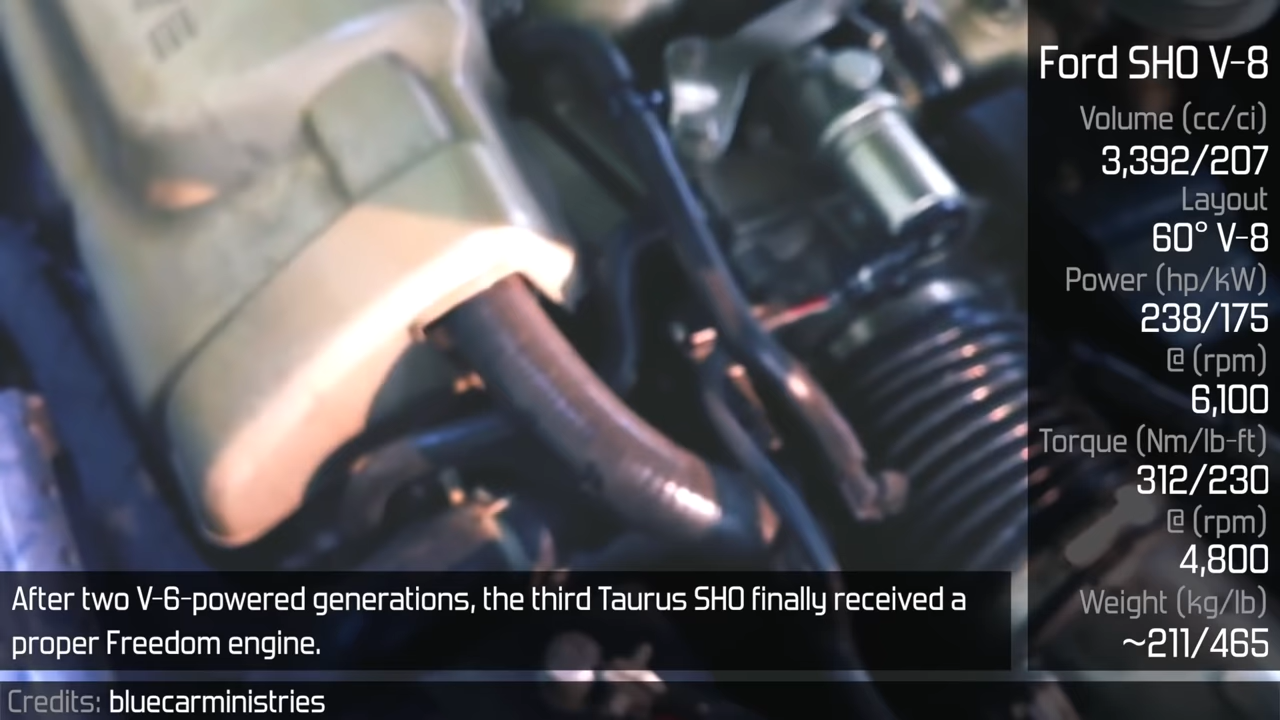 Ford SHO V-8
Volume (cc/ci)
3,392/207
Layout
60° V-8
Power (hp/kW)
238/175
@ (rpm)
6,100
Torque (Nm/lb-ft)
312/230
@ (rpm)
4,800
Weight (kg/lb)
~211/465
After two V-6-powered generations, the third Taurus SHO finally received a
proper Freedom engine.
Credits: bluecarministries